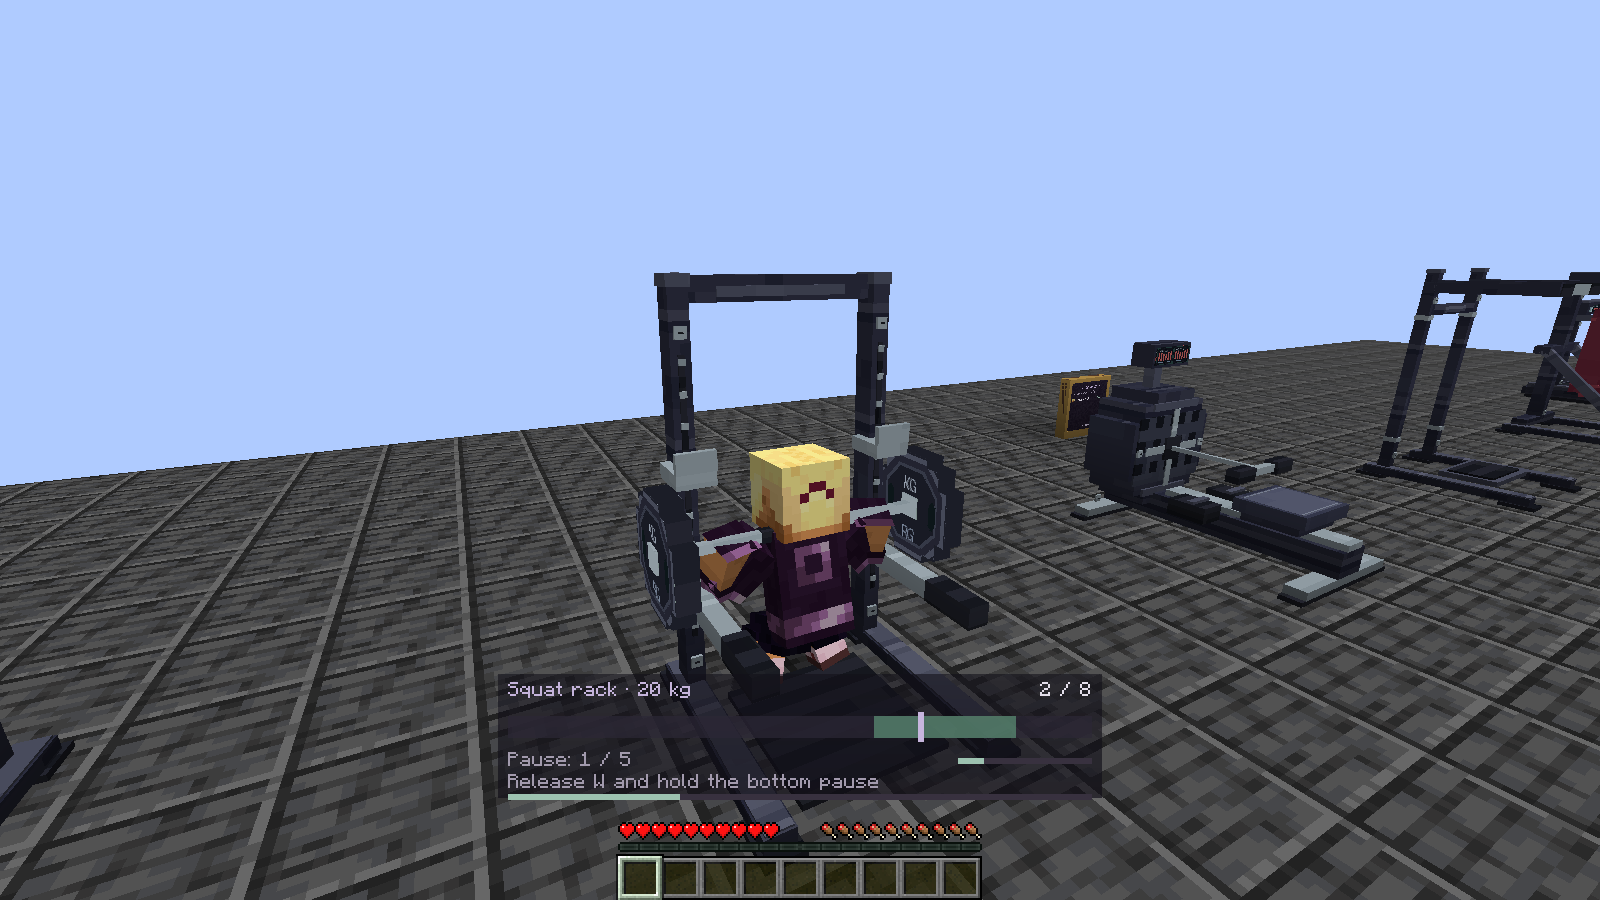 KG
KG
Squat rack · 20 kg
2 / 8
Pause: 1 / 5
Release W and hold the bottom pause